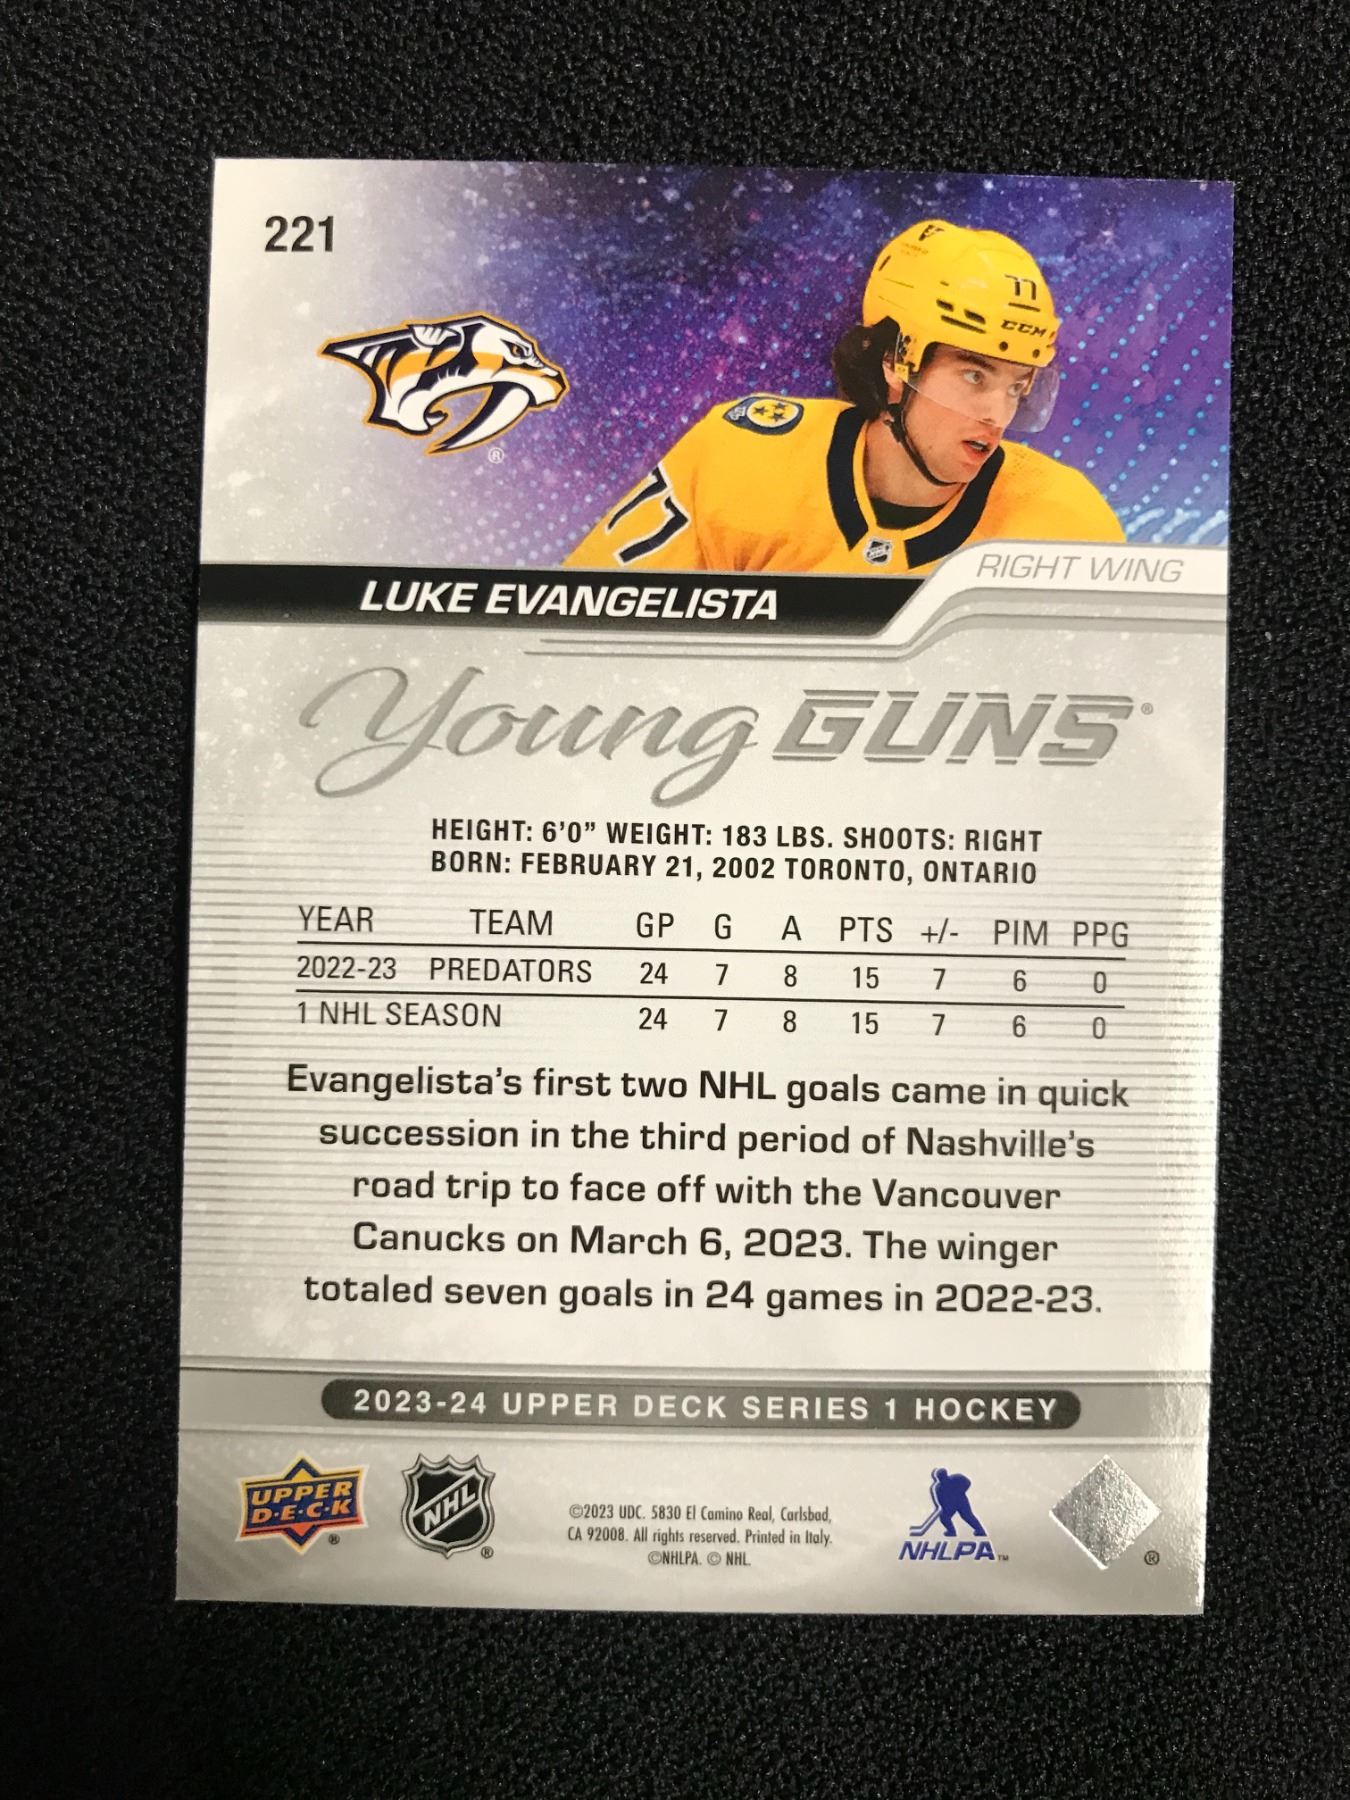 221
77
CCM
77
®
RIGHT WING
LUKE EVANGELISTA
Young GUNS®
HEIGHT: 6'0" WEIGHT: 183 LBS. SHOOTS: RIGHT
BORN: FEBRUARY 21, 2002 TORONTO, ONTARIO
YEAR TEAM GP G A PTS +/- PIM PPG
2022-23 PREDATORS 24 7 8 15 7 6 0
1 NHL SEASON 24 7 8 15 7 6 0
Evangelista's first two NHL goals came in quick
succession in the third period of Nashville's
road trip to face off with the Vancouver
Canucks on March 6, 2023. The winger
totaled seven goals in 24 games in 2022-23.
2023-24 UPPER DECK SERIES 1 HOCKEY
UPPER
D·E·C·K
®
NHL
®
©2023 UDC. 5830 El Camino Real, Carlsbad,
CA 92008. All rights reserved. Printed in Italy.
©NHLPA. © NHL.
NHLPA™
®